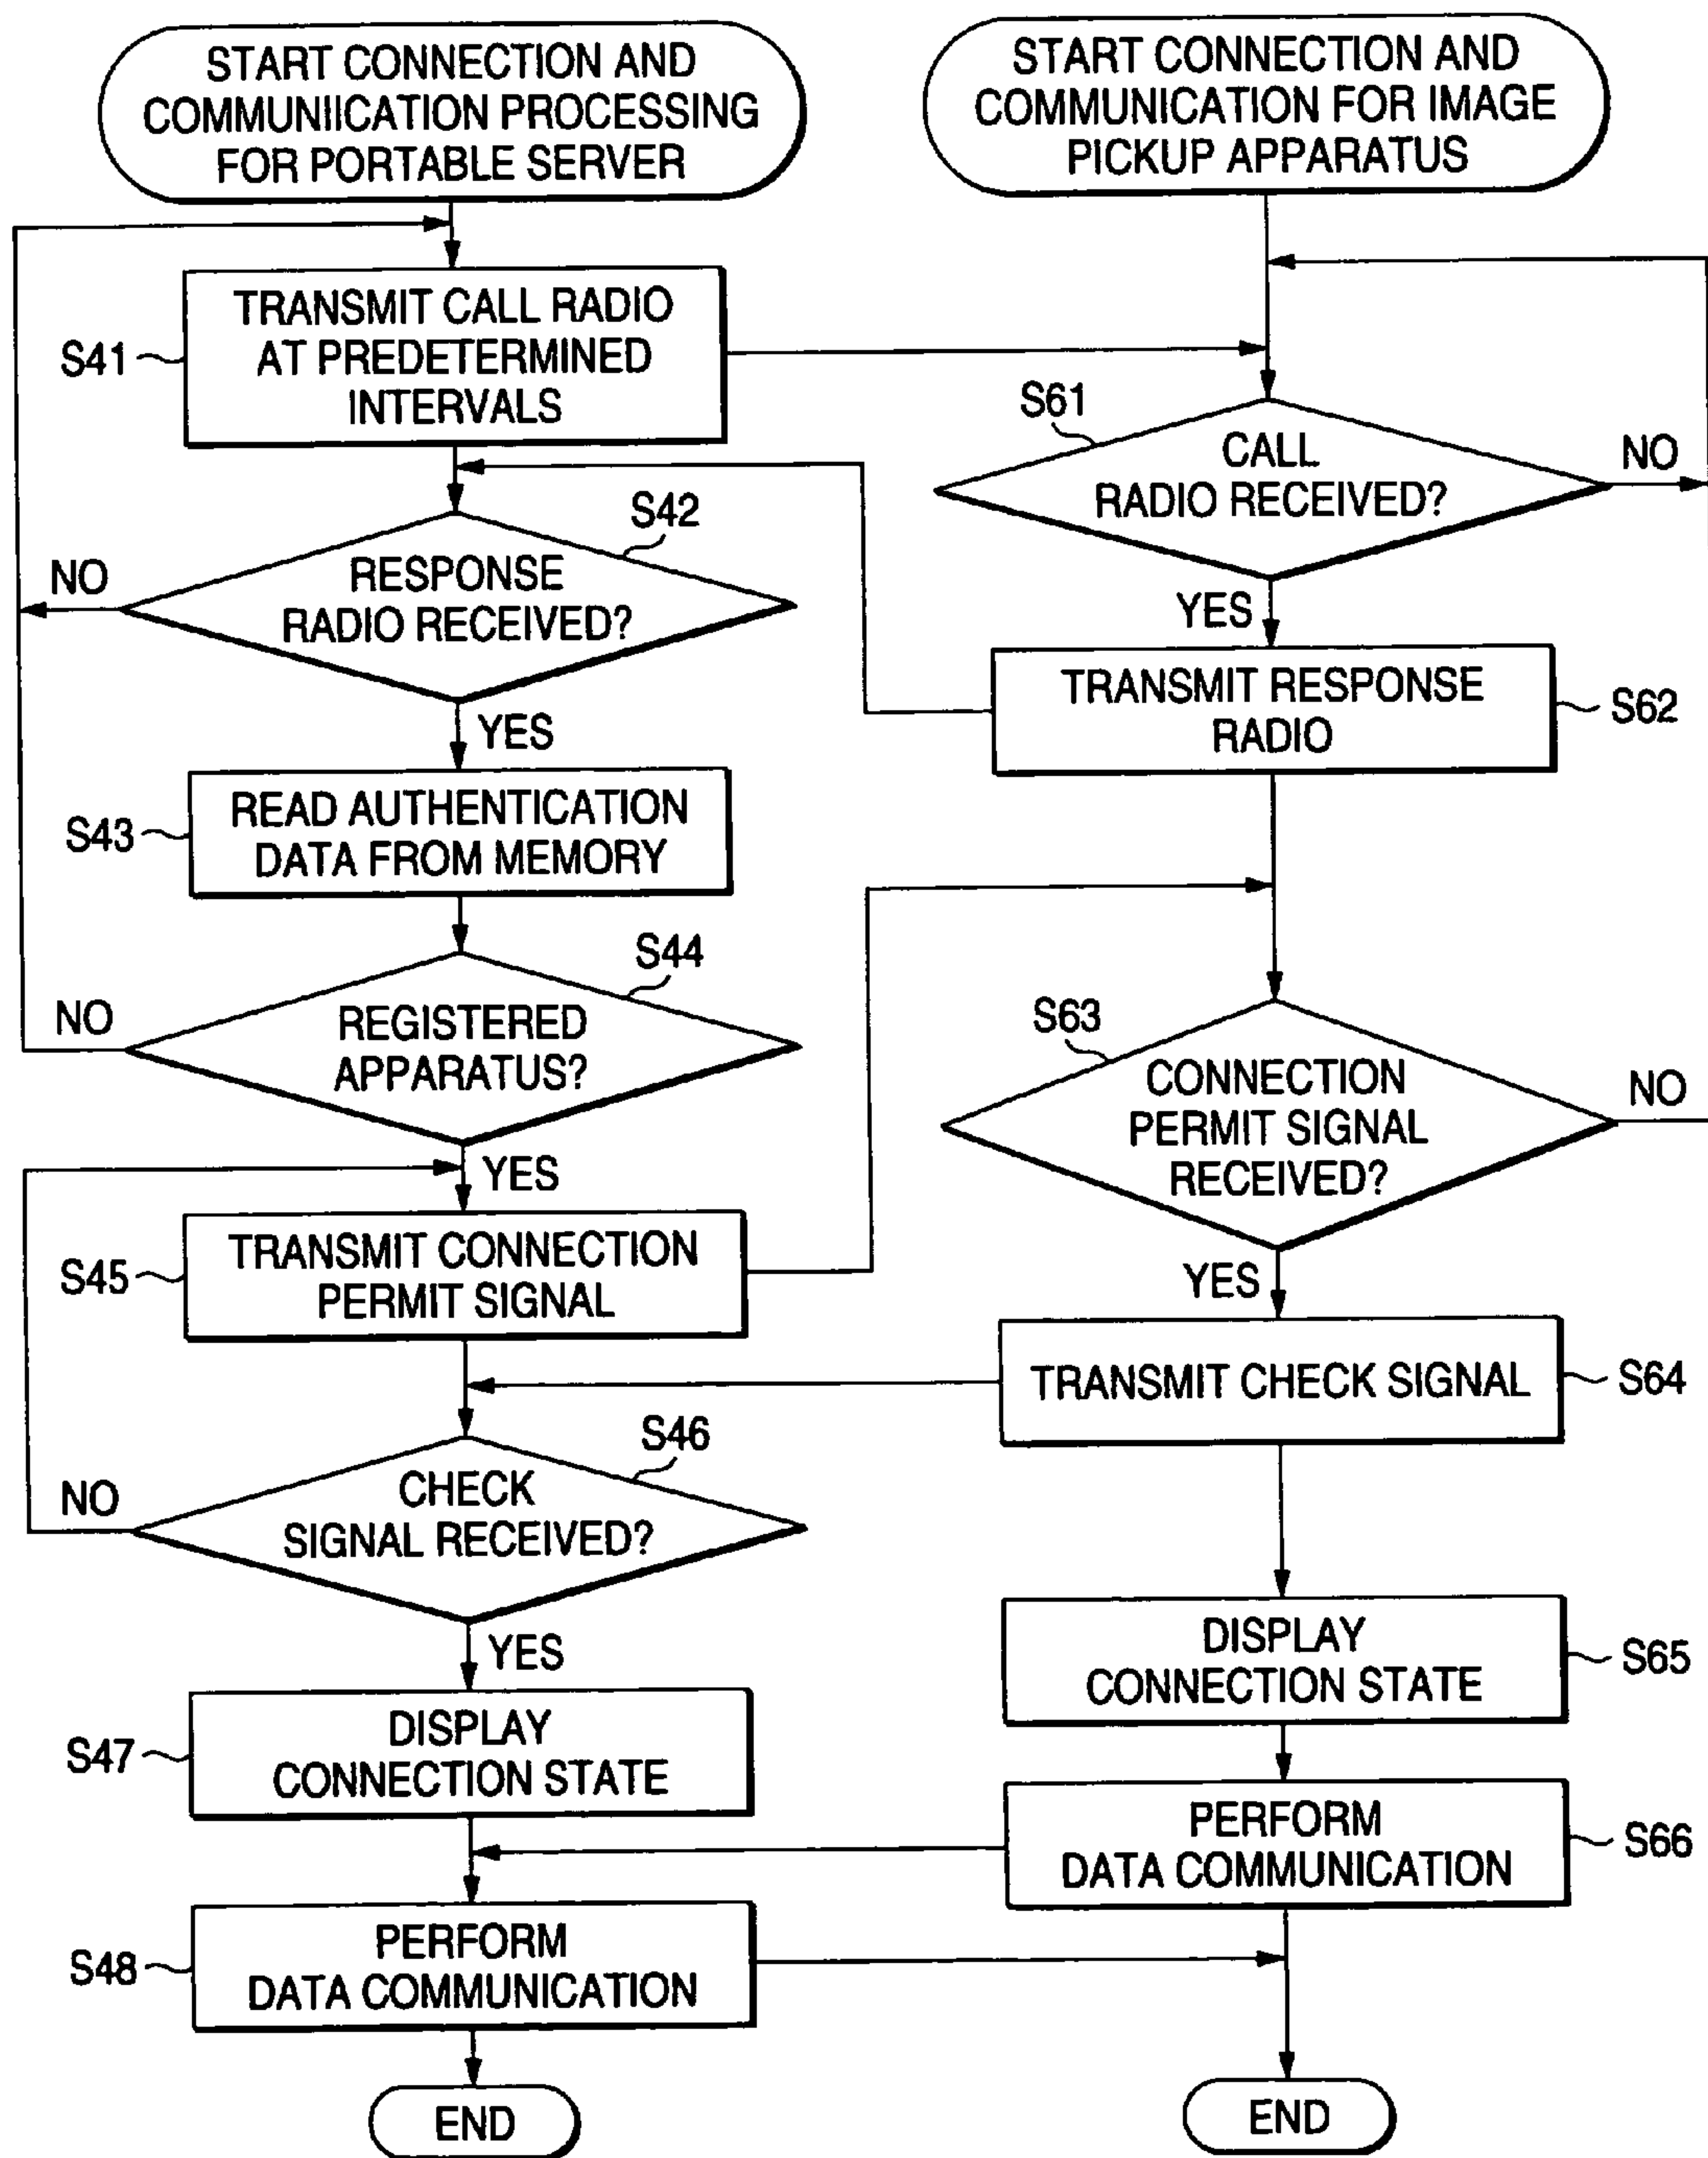 START CONNECTION AND
COMMUNIICATION PROCESSING
FOR PORTABLE SERVER
TRANSMIT CALL RADIO
AT PREDETERMINED
INTERVALS
S41
S42
RESPONSE
RADIO RECEIVED?
NO
YES
READ AUTHENTICATION
DATA FROM MEMORY
S43
S44
REGISTERED
APPARATUS?
NO
YES
TRANSMIT CONNECTION
PERMIT SIGNAL
S45
S46
CHECK
SIGNAL RECEIVED?
NO
YES
DISPLAY
CONNECTION STATE
S47
PERFORM
DATA COMMUNICATION
S48
END
START CONNECTION AND
COMMUNICATION FOR IMAGE
PICKUP APPARATUS
S61
CALL
RADIO RECEIVED?
NO
YES
TRANSMIT RESPONSE
RADIO
S62
S63
CONNECTION
PERMIT SIGNAL
RECEIVED?
NO
YES
TRANSMIT CHECK SIGNAL
S64
DISPLAY
CONNECTION STATE
S65
PERFORM
DATA COMMUNICATION
S66
END